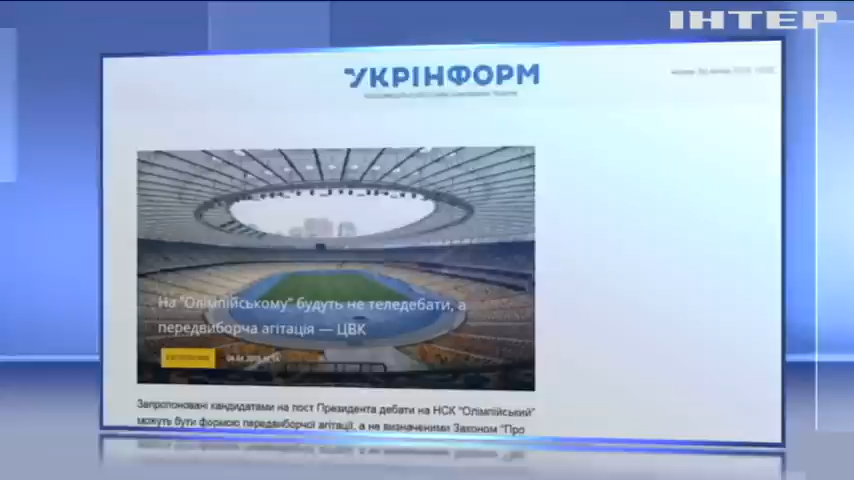 ІНТЕР
УКРІНФОРМ
На "Олімпійському" будуть не теледебати, а
передвиборча агітація — ЦВК
Запропоновані кандидатами на пост Президента дебати на НСК "Олімпійський"
можуть бути формою передвиборчої агітації, а не визначеними Законом "Про